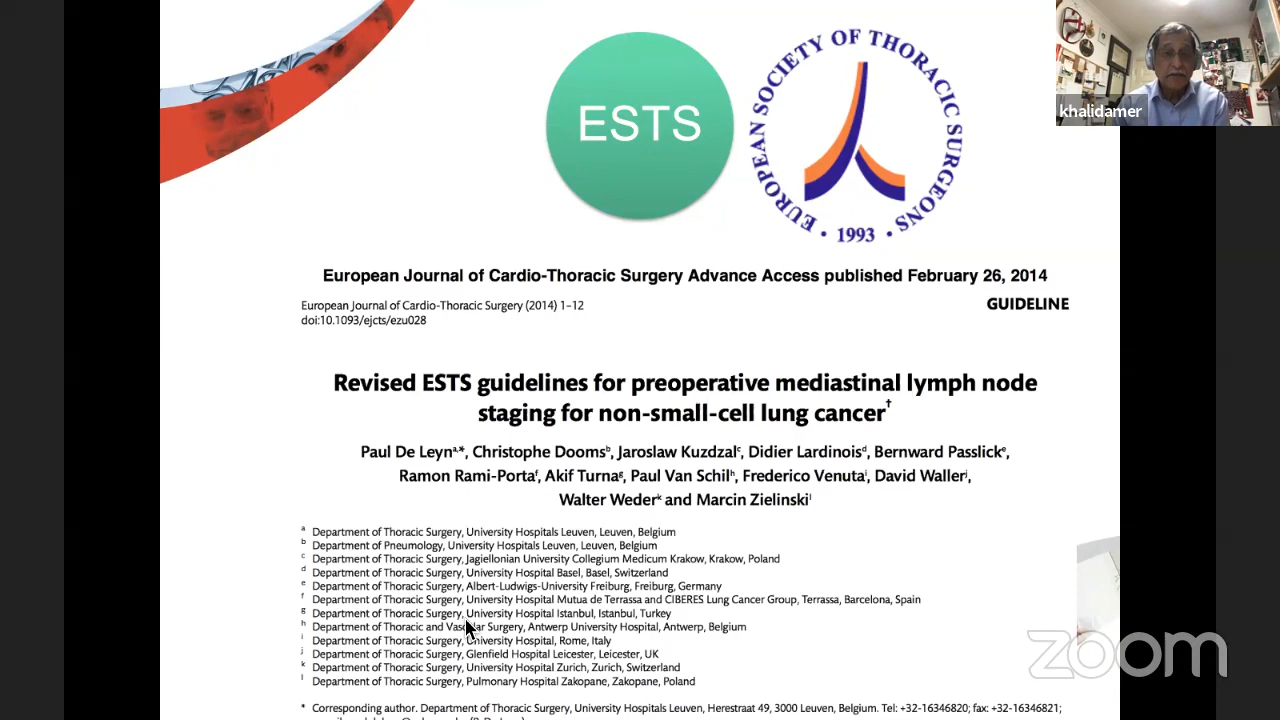 ESTS
EUROPEAN SOCIETY OF THORACIC SURGEONS
• 1993 •
khalidamer
European Journal of Cardio-Thoracic Surgery Advance Access published February 26, 2014
European Journal of Cardio-Thoracic Surgery (2014) 1–12
GUIDELINE
doi:10.1093/ejcts/ezu028
Revised ESTS guidelines for preoperative mediastinal lymph node
staging for non-small-cell lung cancer†
Paul De Leynᵃ,*, Christophe Doomsᵇ, Jaroslaw Kuzdzalᶜ, Didier Lardinoisᵈ, Bernward Passlickᵉ,
Ramon Rami-Portaᶠ, Akif Turnaᵍ, Paul Van Schilʰ, Frederico Venutaⁱ, David Wallerʲ,
Walter Wederᵏ and Marcin Zielinskiˡ
ᵃ Department of Thoracic Surgery, University Hospitals Leuven, Leuven, Belgium
ᵇ Department of Pneumology, University Hospitals Leuven, Leuven, Belgium
ᶜ Department of Thoracic Surgery, Jagiellonian University Collegium Medicum Krakow, Krakow, Poland
ᵈ Department of Thoracic Surgery, University Hospital Basel, Basel, Switzerland
ᵉ Department of Thoracic Surgery, Albert-Ludwigs-University Freiburg, Freiburg, Germany
ᶠ Department of Thoracic Surgery, University Hospital Mutua de Terrassa and CIBERES Lung Cancer Group, Terrassa, Barcelona, Spain
ᵍ Department of Thoracic Surgery, University Hospital Istanbul, Istanbul, Turkey
ʰ Department of Thoracic and Vascular Surgery, Antwerp University Hospital, Antwerp, Belgium
ⁱ Department of Thoracic Surgery, University Hospital, Rome, Italy
ʲ Department of Thoracic Surgery, Glenfield Hospital Leicester, Leicester, UK
ᵏ Department of Thoracic Surgery, University Hospital Zurich, Zurich, Switzerland
ˡ Department of Thoracic Surgery, Pulmonary Hospital Zakopane, Zakopane, Poland
* Corresponding author. Department of Thoracic Surgery, University Hospitals Leuven, Herestraat 49, 3000 Leuven, Belgium. Tel: +32-16346820; fax: +32-16346821;
zoom